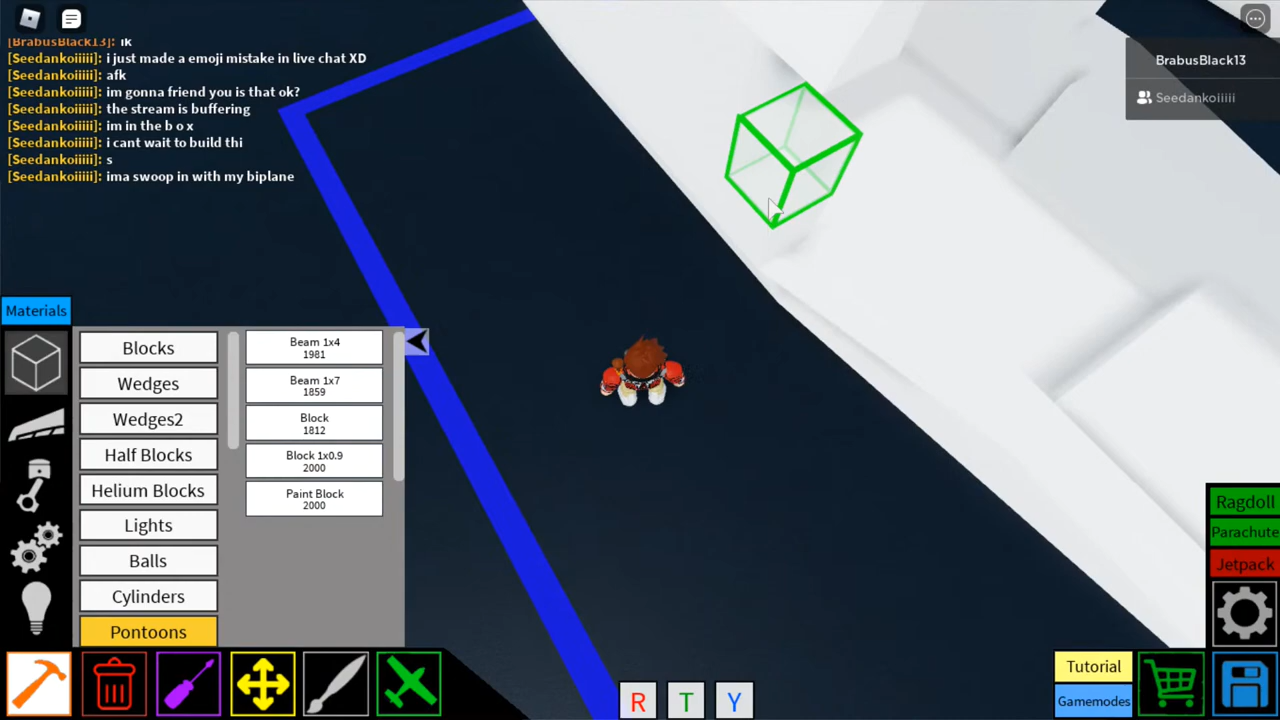 [BrabusBlack13]: ik
[Seedankoiiiii]: i just made a emoji mistake in live chat XD
[Seedankoiiiii]: afk
[Seedankoiiiii]: im gonna friend you is that ok?
[Seedankoiiiii]: the stream is buffering
[Seedankoiiiii]: im in the b o x
[Seedankoiiiii]: i cant wait to build thi
[Seedankoiiiii]: s
[Seedankoiiiii]: ima swoop in with my biplane
BrabusBlack13
Seedankoiiiii
Materials
Blocks
Wedges
Wedges2
Half Blocks
Helium Blocks
Lights
Balls
Cylinders
Pontoons
Beam 1x4
1981
Beam 1x7
1859
Block
1812
Block 1x0.9
2000
Paint Block
2000
Ragdoll
Parachute
Jetpack
Tutorial
Gamemodes
R T Y